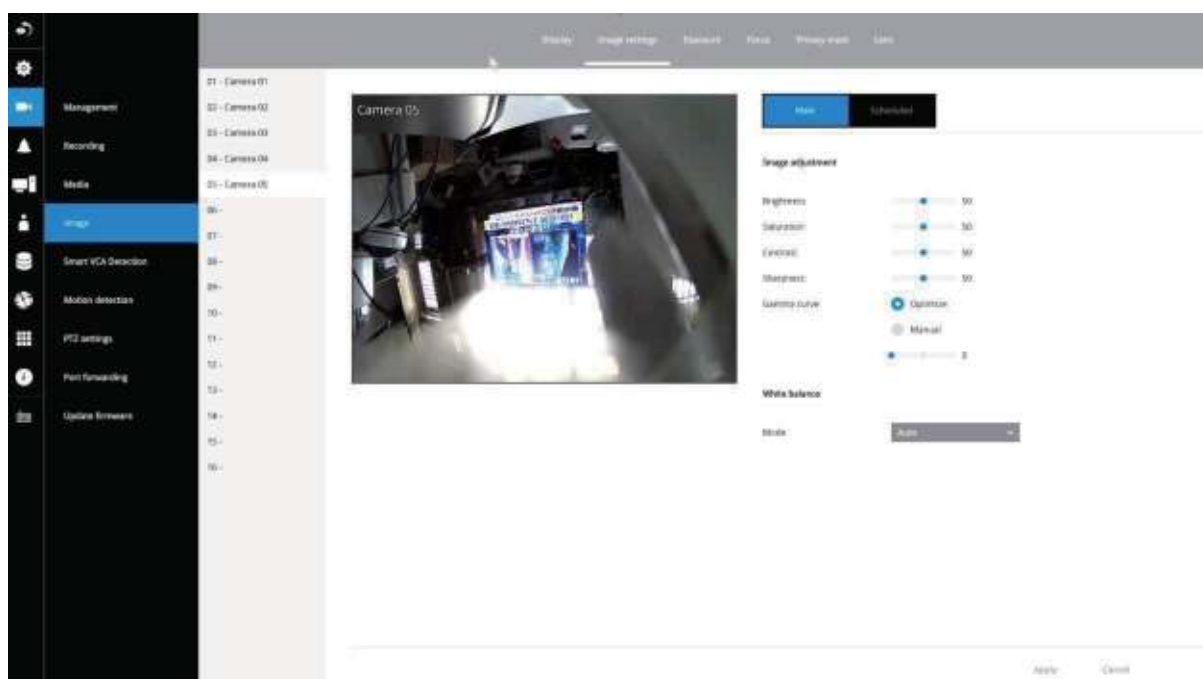 Display Image settings Exposure Focus Privacy mask Lens
01 - Camera 01
02 - Camera 02
03 - Camera 03
04 - Camera 04
05 - Camera 05
06 -
07 -
08 -
09 -
10 -
11 -
12 -
13 -
14 -
15 -
16 -
Management
Recording
Media
Image
Smart VCA Detection
Motion detection
PTZ settings
Port forwarding
Update firmware
Camera 05
Main Scheduled
Image adjustment
Brightness 50
Saturation 50
Contrast 50
Sharpness 50
Gamma curve Optimize
Manual
0
White balance
Mode Auto
Apply Cancel